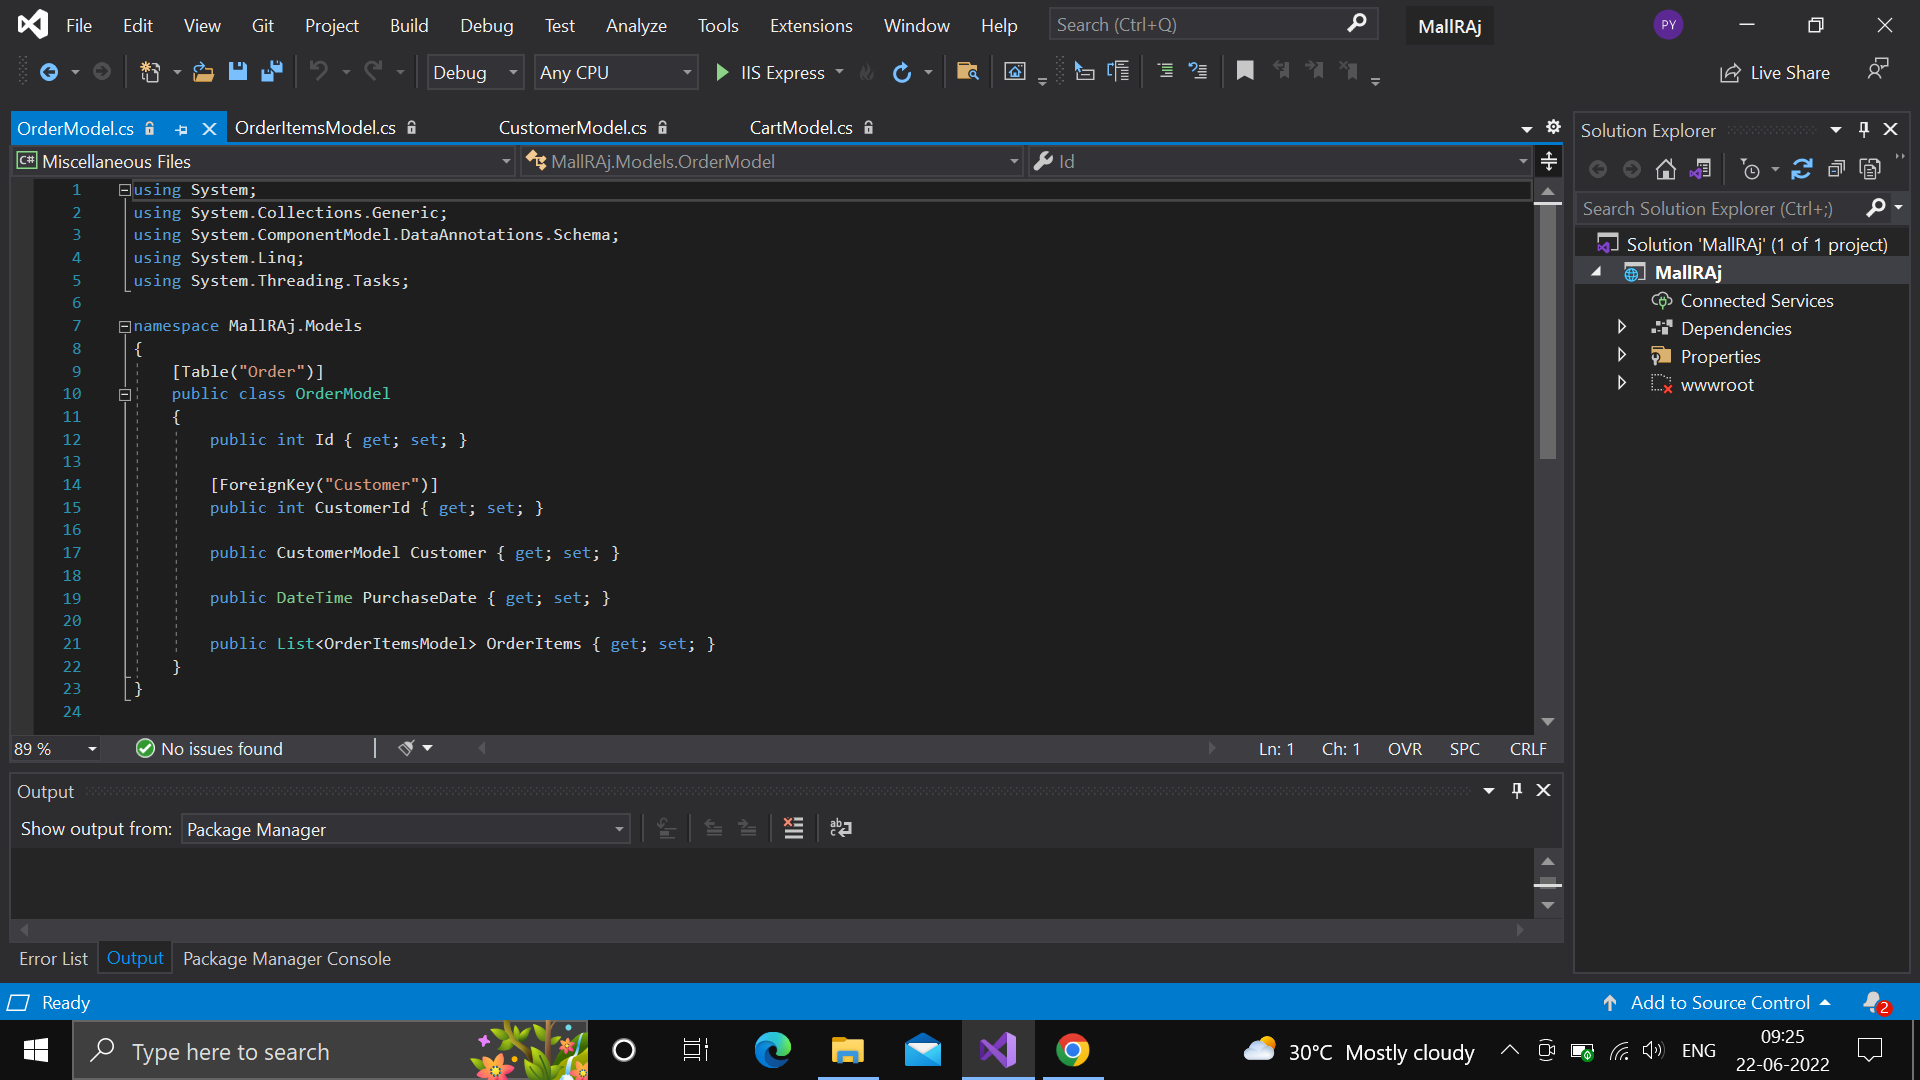 File Edit View Git Project Build Debug Test Analyze Tools Extensions Window Help Search (Ctrl+Q) MallRAj PY
Debug Any CPU IIS Express Live Share
OrderModel.cs OrderItemsModel.cs CustomerModel.cs CartModel.cs
C# Miscellaneous Files MallRAj.Models.OrderModel Id
1 using System;
2 using System.Collections.Generic;
3 using System.ComponentModel.DataAnnotations.Schema;
4 using System.Linq;
5 using System.Threading.Tasks;
6
7 namespace MallRAj.Models
8 {
9 [Table("Order")]
10 public class OrderModel
11 {
12 public int Id { get; set; }
13
14 [ForeignKey("Customer")]
15 public int CustomerId { get; set; }
16
17 public CustomerModel Customer { get; set; }
18
19 public DateTime PurchaseDate { get; set; }
20
21 public List<OrderItemsModel> OrderItems { get; set; }
22 }
23 }
24
89 % No issues found Ln: 1 Ch: 1 OVR SPC CRLF
Output
Show output from: Package Manager
Error List Output Package Manager Console
Solution Explorer
Search Solution Explorer (Ctrl+;)
Solution 'MallRAj' (1 of 1 project)
MallRAj
Connected Services
Dependencies
Properties
wwwroot
Ready Add to Source Control 2
Type here to search 30°C Mostly cloudy ENG 09:25
22-06-2022